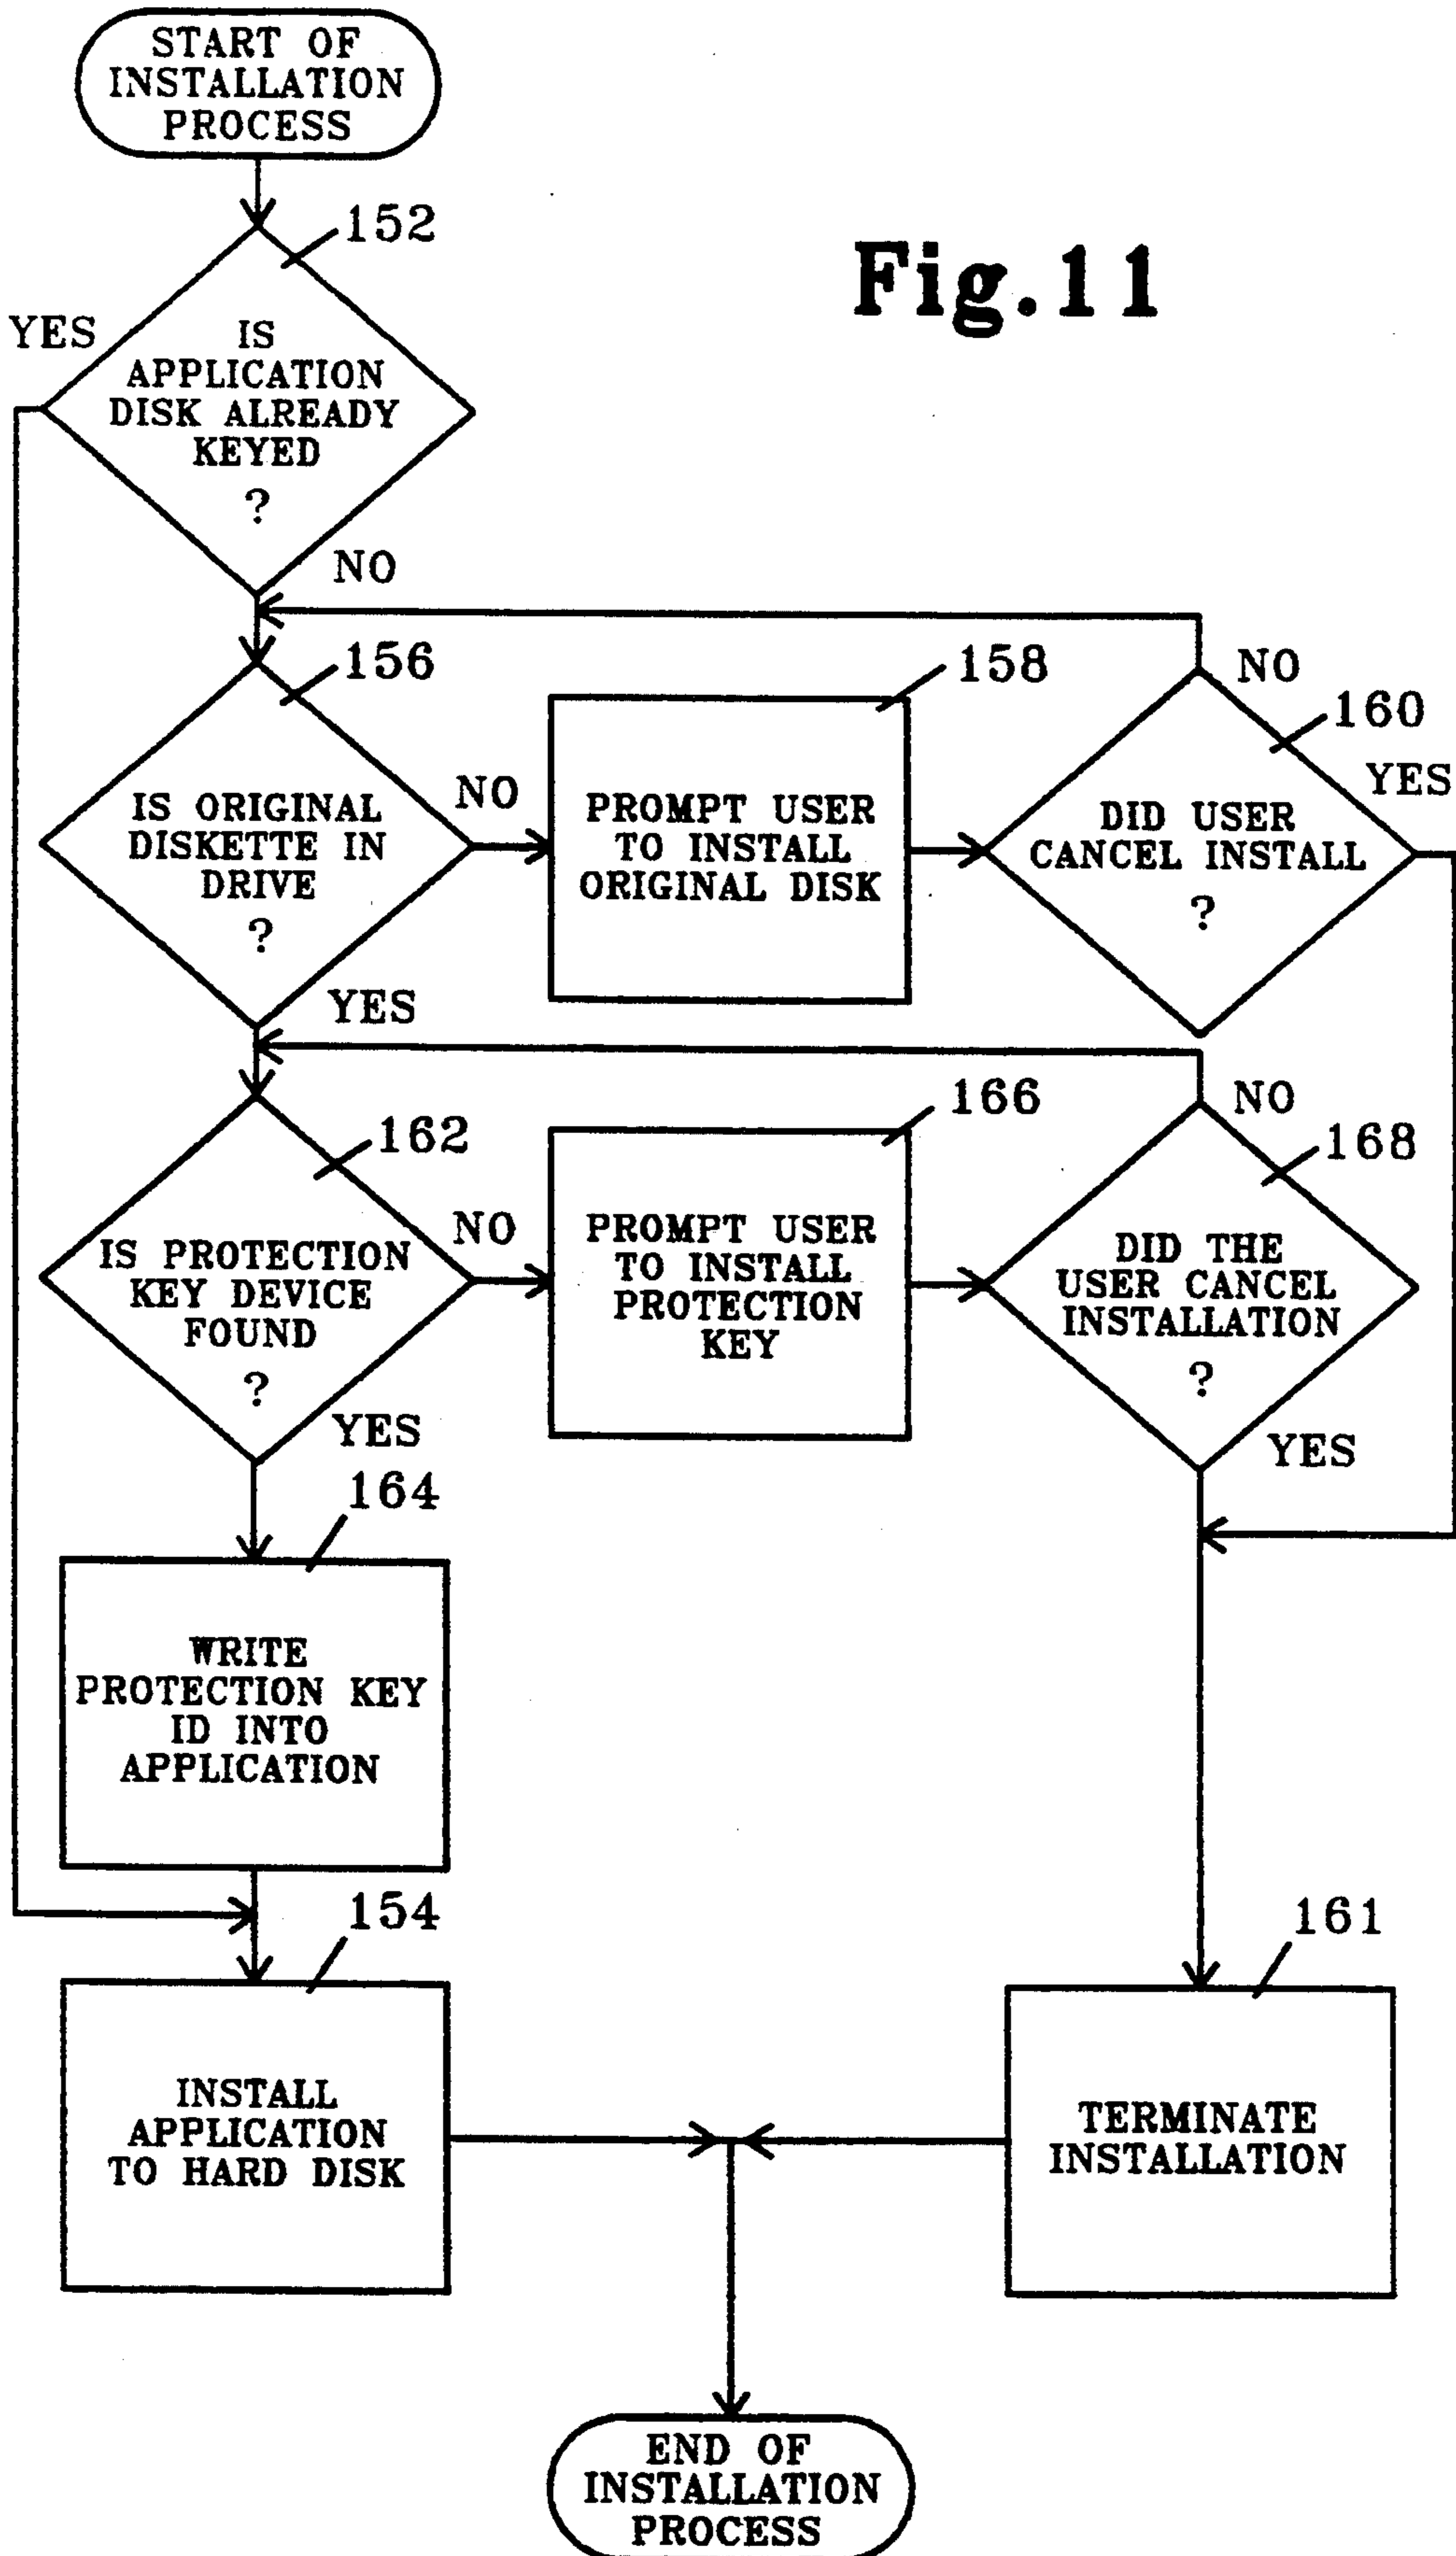 START OF
INSTALLATION
PROCESS
152
Fig.11
YES
IS
APPLICATION
DISK ALREADY
KEYED
?
NO
156
IS ORIGINAL
DISKETTE IN
DRIVE
?
NO
158
PROMPT USER
TO INSTALL
ORIGINAL DISK
NO
160
YES
DID USER
CANCEL INSTALL
?
YES
162
IS PROTECTION
KEY DEVICE
FOUND
?
NO
166
PROMPT USER
TO INSTALL
PROTECTION
KEY
NO
168
DID THE
USER CANCEL
INSTALLATION
?
YES
YES
164
WRITE
PROTECTION KEY
ID INTO
APPLICATION
154
INSTALL
APPLICATION
TO HARD DISK
161
TERMINATE
INSTALLATION
END OF
INSTALLATION
PROCESS